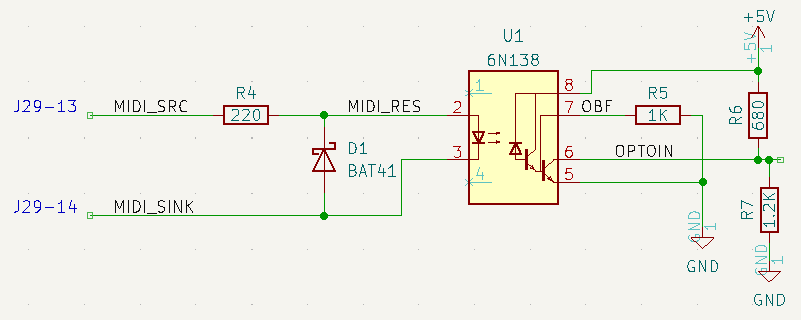 +5V
+5V
1
U1
6N138
J29-13
MIDI_SRC
R4
220
MIDI_RES
1
2
3
4
8
7
6
5
OBF
R5
1K
R6
680
D1
BAT41
OPTOIN
J29-14
MIDI_SINK
R7
1.2K
GND
1
GND
GND
1
GND